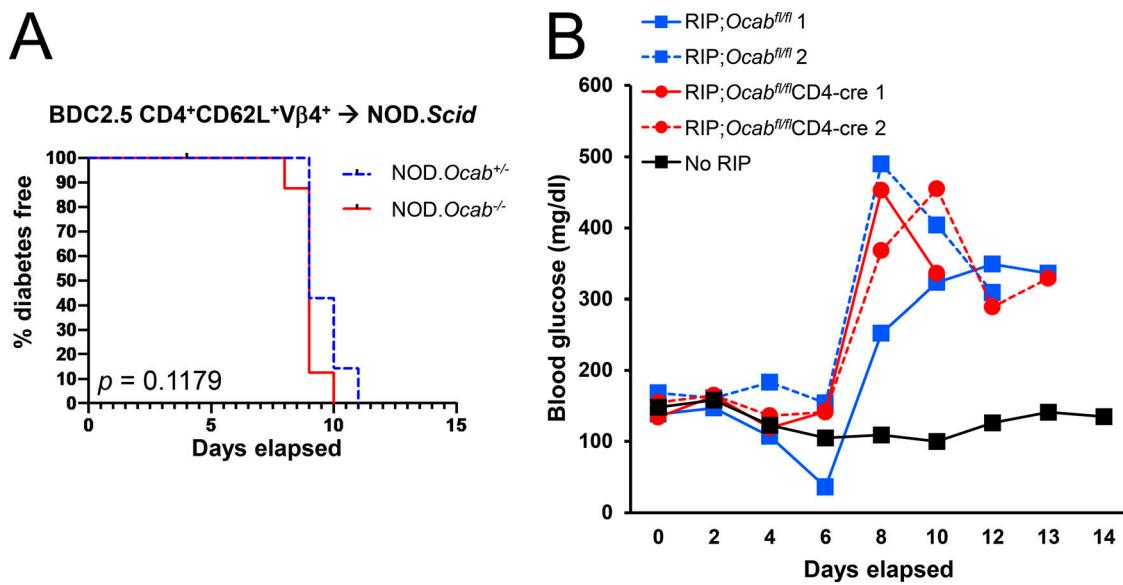 A
BDC2.5 CD4⁺CD62L⁺Vβ4⁺ → NOD.Scid
100
90
80
70
60
50
40
30
20
10
0
% diabetes free
NOD.Ocab⁺/⁻
NOD.Ocab⁻/⁻
p = 0.1179
0 5 10 15
Days elapsed
B
RIP;Ocabfl/fl 1
RIP;Ocabfl/fl 2
RIP;Ocabfl/flCD4-cre 1
RIP;Ocabfl/flCD4-cre 2
No RIP
600
500
400
300
200
100
0
Blood glucose (mg/dl)
0 2 4 6 8 10 12 13 14
Days elapsed